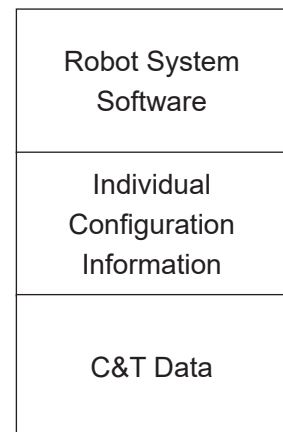 Robot System
Software
Individual
Configuration
Information
C&T Data